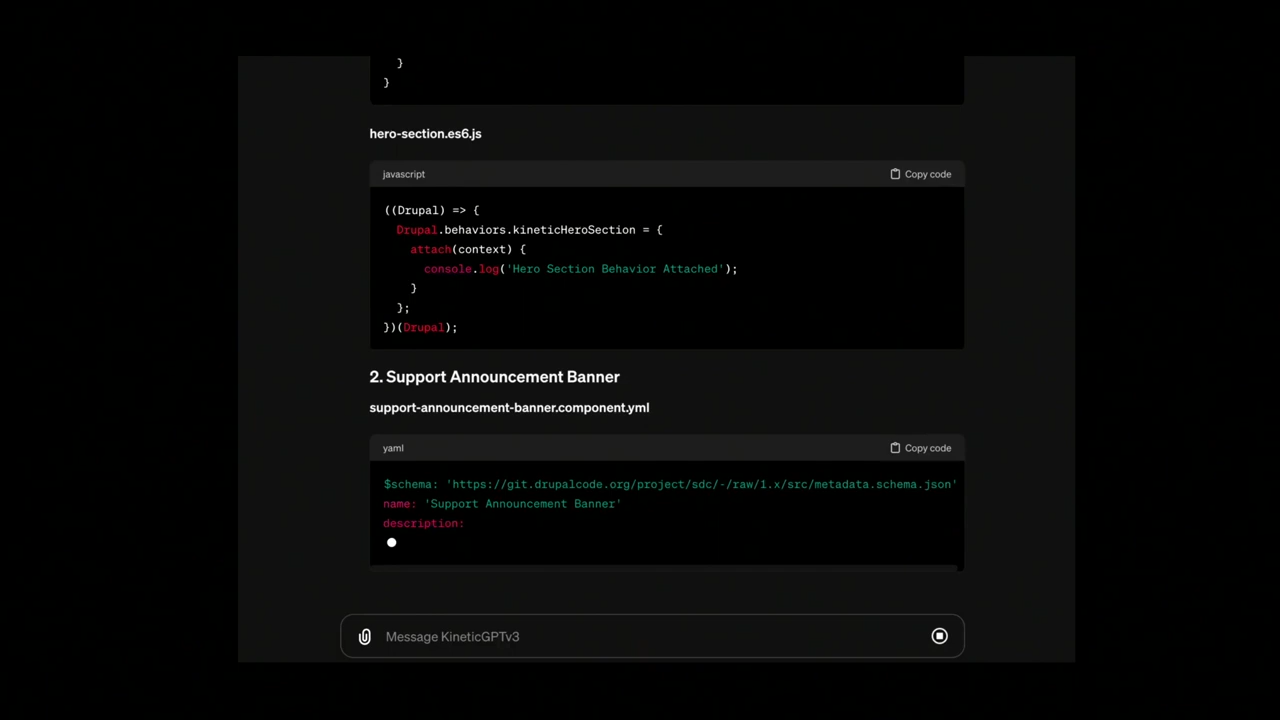 }
}
hero-section.es6.js
javascript Copy code
((Drupal) => {
Drupal.behaviors.kineticHeroSection = {
attach(context) {
console.log('Hero Section Behavior Attached');
}
};
})(Drupal);
2. Support Announcement Banner
support-announcement-banner.component.yml
yaml Copy code
$schema: 'https://git.drupalcode.org/project/sdc/-/raw/1.x/src/metadata.schema.json'
name: 'Support Announcement Banner'
description:
Message KineticGPTv3